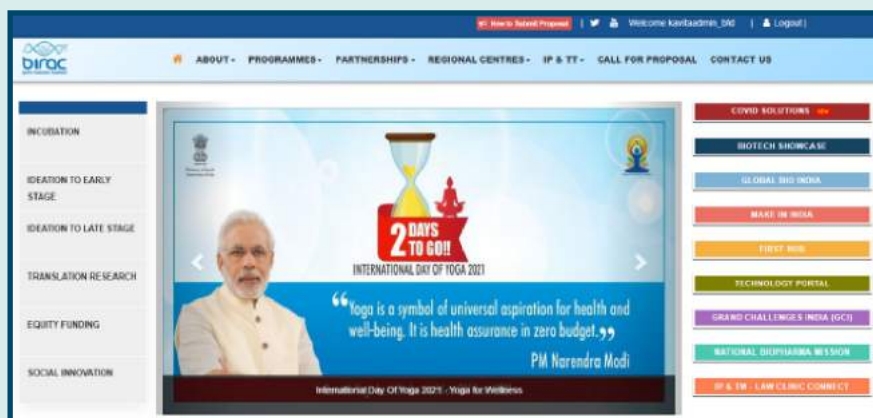 How to Submit Proposal | Welcome kavitaadmin_bfd | Logout |
birac
ABOUT- PROGRAMMES- PARTNERSHIPS- REGIONAL CENTRES- IP & TT- CALL FOR PROPOSAL CONTACT US
INCUBATION
IDEATION TO EARLY
STAGE
IDEATION TO LATE STAGE
TRANSLATION RESEARCH
EQUITY FUNDING
SOCIAL INNOVATION
2 DAYS
TO GO!!
INTERNATIONAL DAY OF YOGA 2021
“Yoga is a symbol of universal aspiration for health and
well-being. It is health assurance in zero budget.”
PM Narendra Modi
International Day Of Yoga 2021 - Yoga for Wellness
COVID SOLUTIONS NEW
BIOTECH SHOWCASE
GLOBAL BIO INDIA
MAKE IN INDIA
FIRST HUB
TECHNOLOGY PORTAL
GRAND CHALLENGES INDIA (GCI)
NATIONAL BIOPHARMA MISSION
IP & TM - LAW CLINIC CONNECT